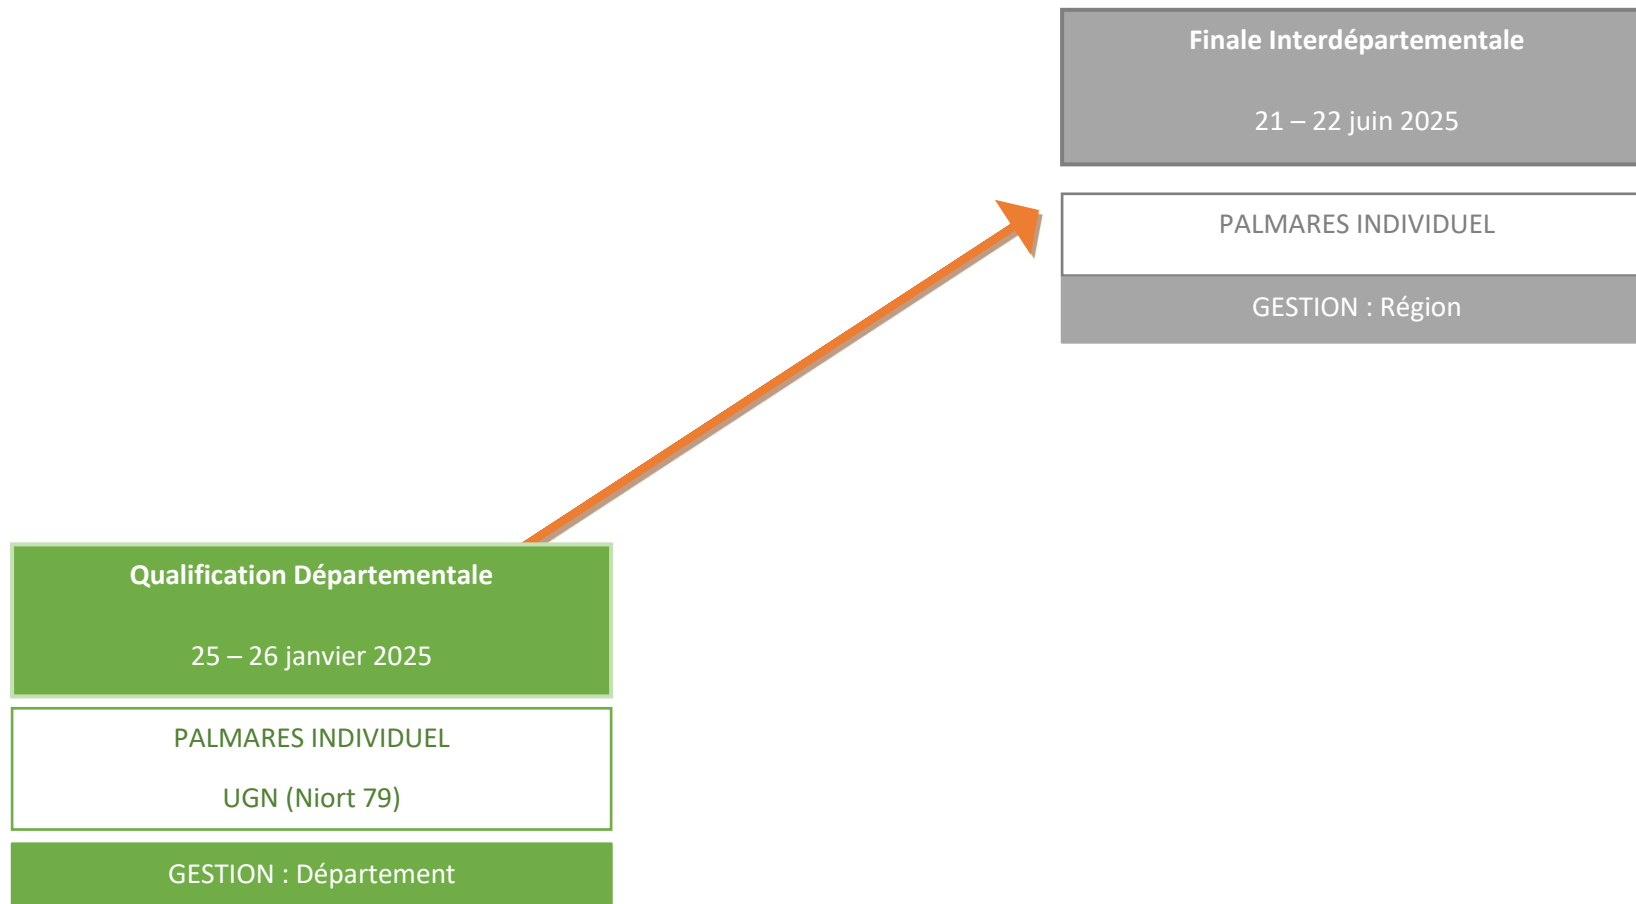 Finale Interdépartementale
21 – 22 juin 2025
PALMARES INDIVIDUEL
GESTION : Région
Qualification Départementale
25 – 26 janvier 2025
PALMARES INDIVIDUEL
UGN (Niort 79)
GESTION : Département